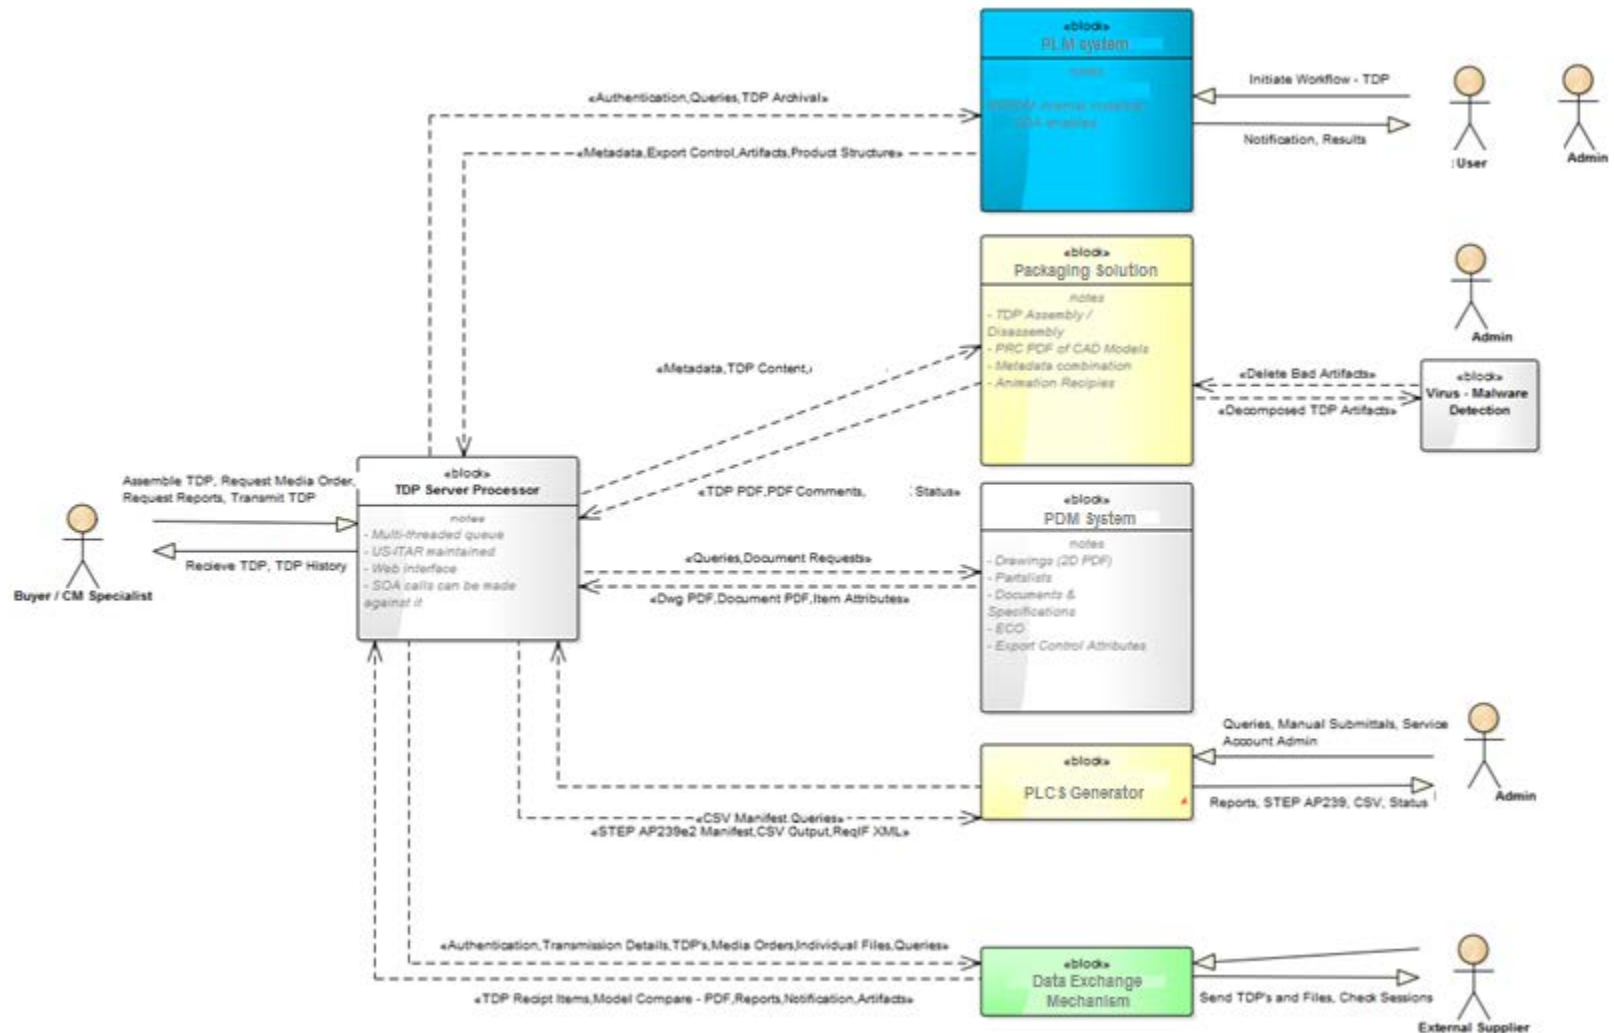 «block»
PLM system
notes
SOA enabled
«Authentication,Queries,TDP Archival»
«Metadata,Export Control,Artifacts,Product Structure»
Initiate Workflow - TDP
Notification, Results
User
Admin
«block»
Packaging Solution
notes
- TDP Assembly /
Disassembly
- PRC PDF of CAD Models
- Metadata combination
- Animation Recipies
Admin
«Metadata,TDP Content,
«Delete Bad Artifacts»
«Decomposed TDP Artifacts»
«block»
Virus - Malware
Detection
«TDP PDF,PDF Comments, Status»
«block»
TDP Server Processor
notes
- Multi-threaded queue
- US-ITAR maintained
- Web interface
- SOA calls can be made
against it
Assemble TDP, Request Media Order,
Request Reports, Transmit TDP
Recieve TDP, TDP History
Buyer / CM Specialist
«block»
PDM System
notes
- Drawings (2D PDF)
- Partslists
- Documents &
Specifications
- ECO
- Export Control Attributes
«Queries,Document Requests»
«Dwg PDF,Document PDF,Item Attributes»
«block»
PLCS Generator
Queries, Manual Submittals, Service
Account Admin
Reports, STEP AP239, CSV, Status
Admin
«CSV Manifest,Queries»
«STEP AP239e2 Manifest,CSV Output,ReqIF XML»
«Authentication,Transmission Details,TDP's,Media Orders,Individual Files,Queries»
«TDP Recipt Items,Model Compare - PDF,Reports,Notification,Artifacts»
«block»
Data Exchange
Mechanism
Send TDP's and Files, Check Sessions
External Supplier